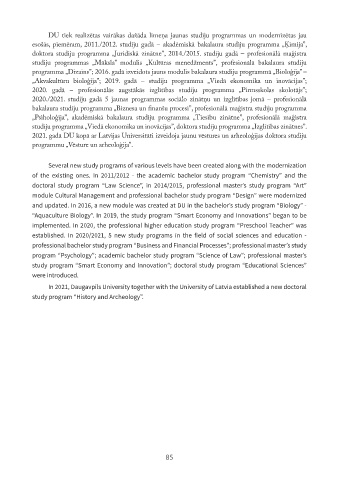 DU tiek realizētas vairākas dažāda līmeņa jaunas studiju programmas un modernizētas jau
esošās, piemēram, 2011./2012. studiju gadā – akadēmiskā bakalaura studiju programma „Ķīmija”,
doktora studiju programma „Juridiskā zinātne”, 2014./2015. studiju gadā – profesionālā maģistra
studiju programmas „Māksla” modulis „Kultūras menedžments”, profesionālā bakalaura studiju
programma „Dizains”; 2016. gadā izveidots jauns modulis bakalaura studiju programmā „Bioloģija” –
„Akvakultūru bioloģija”; 2019. gadā – studiju programma „Viedā ekonomika un inovācijas”;
2020. gadā – profesionālās augstākās izglītības studiju programma „Pirmsskolas skolotājs”;
2020./2021. studiju gadā 5 jaunas programmas sociālo zinātņu un izglītības jomā – profesionālā
bakalaura studiju programma „Biznesa un finanšu procesi”, profesionālā maģistra studiju programma
„Psiholoģija”, akadēmiskā bakalaura studiju programma „Tiesību zinātne”, profesionālā maģistra
studiju programma „Viedā ekonomika un inovācijas”, doktora studiju programma „Izglītības zinātnes”.
2021. gadā DU kopā ar Latvijas Universitāti izveidoja jaunu vēstures un arheoloģijas doktora studiju
programmu „Vēsture un arheoloģija”.
Several new study programs of various levels have been created along with the modernization
of the existing ones. In 2011/2012 - the academic bachelor study program “Chemistry” and the
doctoral study program “Law Science”, in 2014/2015, professional master’s study program “Art”
module Cultural Management and professional bachelor study program “Design” were modernized
and updated. In 2016, a new module was created at DU in the bachelor’s study program “Biology”–
“Aquaculture Biology”. In 2019, the study program “Smart Economy and Innovations” began to be
implemented. In 2020, the professional higher education study program “Preschool Teacher” was
established. In 2020/2021, 5 new study programs in the field of social sciences and education -
professional bachelor study program “Business and Financial Processes”; professional master’s study
program “Psychology”; academic bachelor study program “Science of Law”; professional master’s
study program “Smart Economy and Innovation”; doctoral study program “Educational Sciences”
were introduced.
In 2021, Daugavpils University together with the University of Latvia established a new doctoral
study program “History and Archeology”.
85